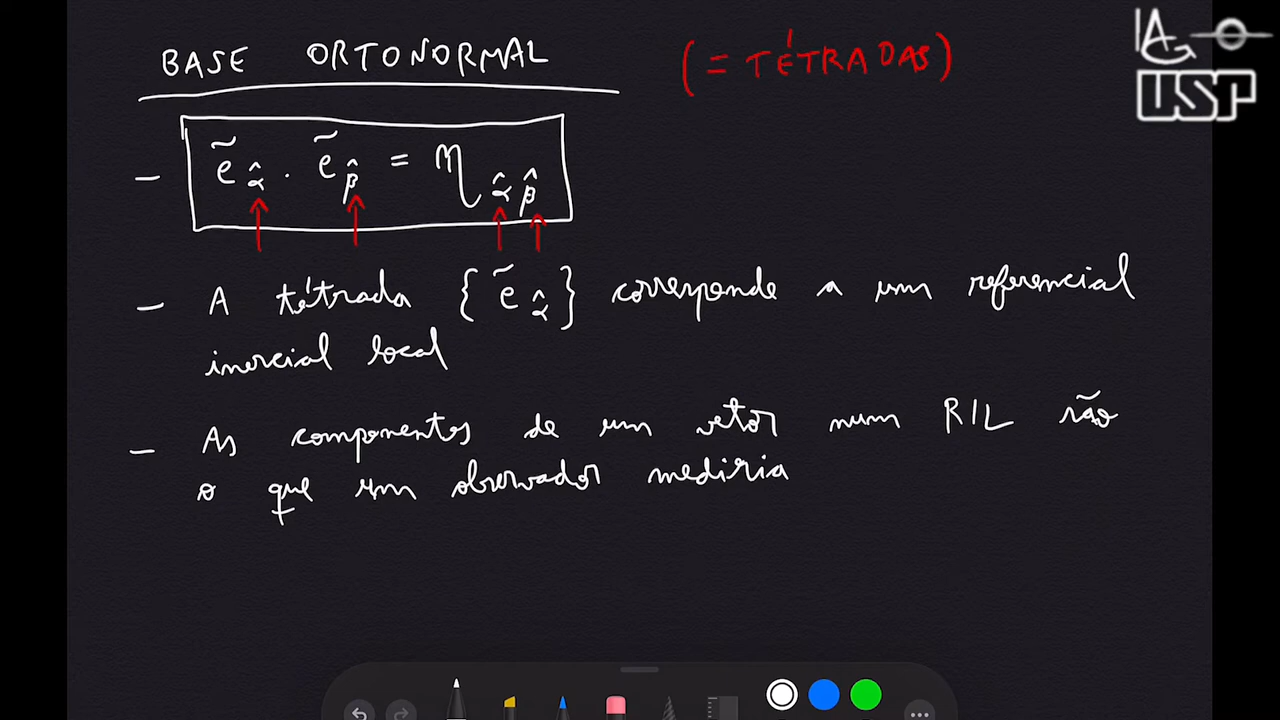 BASE ORTONORMAL (= TÉTRADAS)
IAG
USP
- ẽ_α̂ . ẽ_β̂ = η_α̂β̂
- A tétrada {ẽ_α̂} corresponde a um referencial
inercial local
- As componentes de um vetor num RIL não
o que um observador mediria